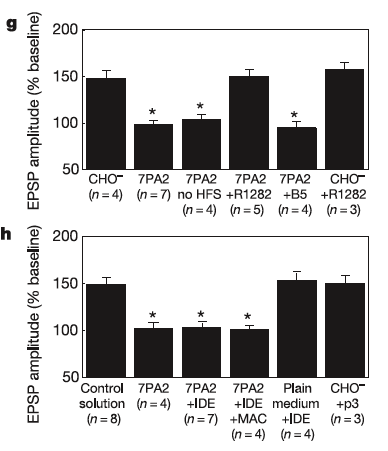 g
EPSP amplitude (% baseline)
200
150
100
50
* * *
CHO⁻ 7PA2 7PA2 7PA2 7PA2 CHO⁻
(n = 4) (n = 7) no HFS +R1282 +B5 +R1282
(n = 4) (n = 5) (n = 4) (n = 3)
h
EPSP amplitude (% baseline)
200
150
100
50
* * *
Control 7PA2 7PA2 7PA2 Plain CHO⁻
solution (n = 4) +IDE +IDE medium +p3
(n = 8) (n = 7) +MAC +IDE (n = 3)
(n = 4) (n = 4)